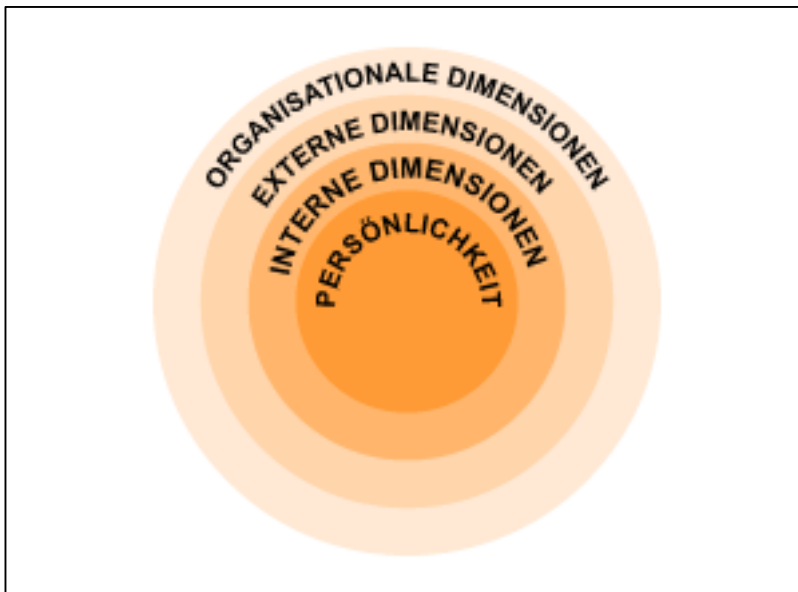 ORGANISATIONALE DIMENSIONEN
EXTERNE DIMENSIONEN
INTERNE DIMENSIONEN
PERSÖNLICHKEIT